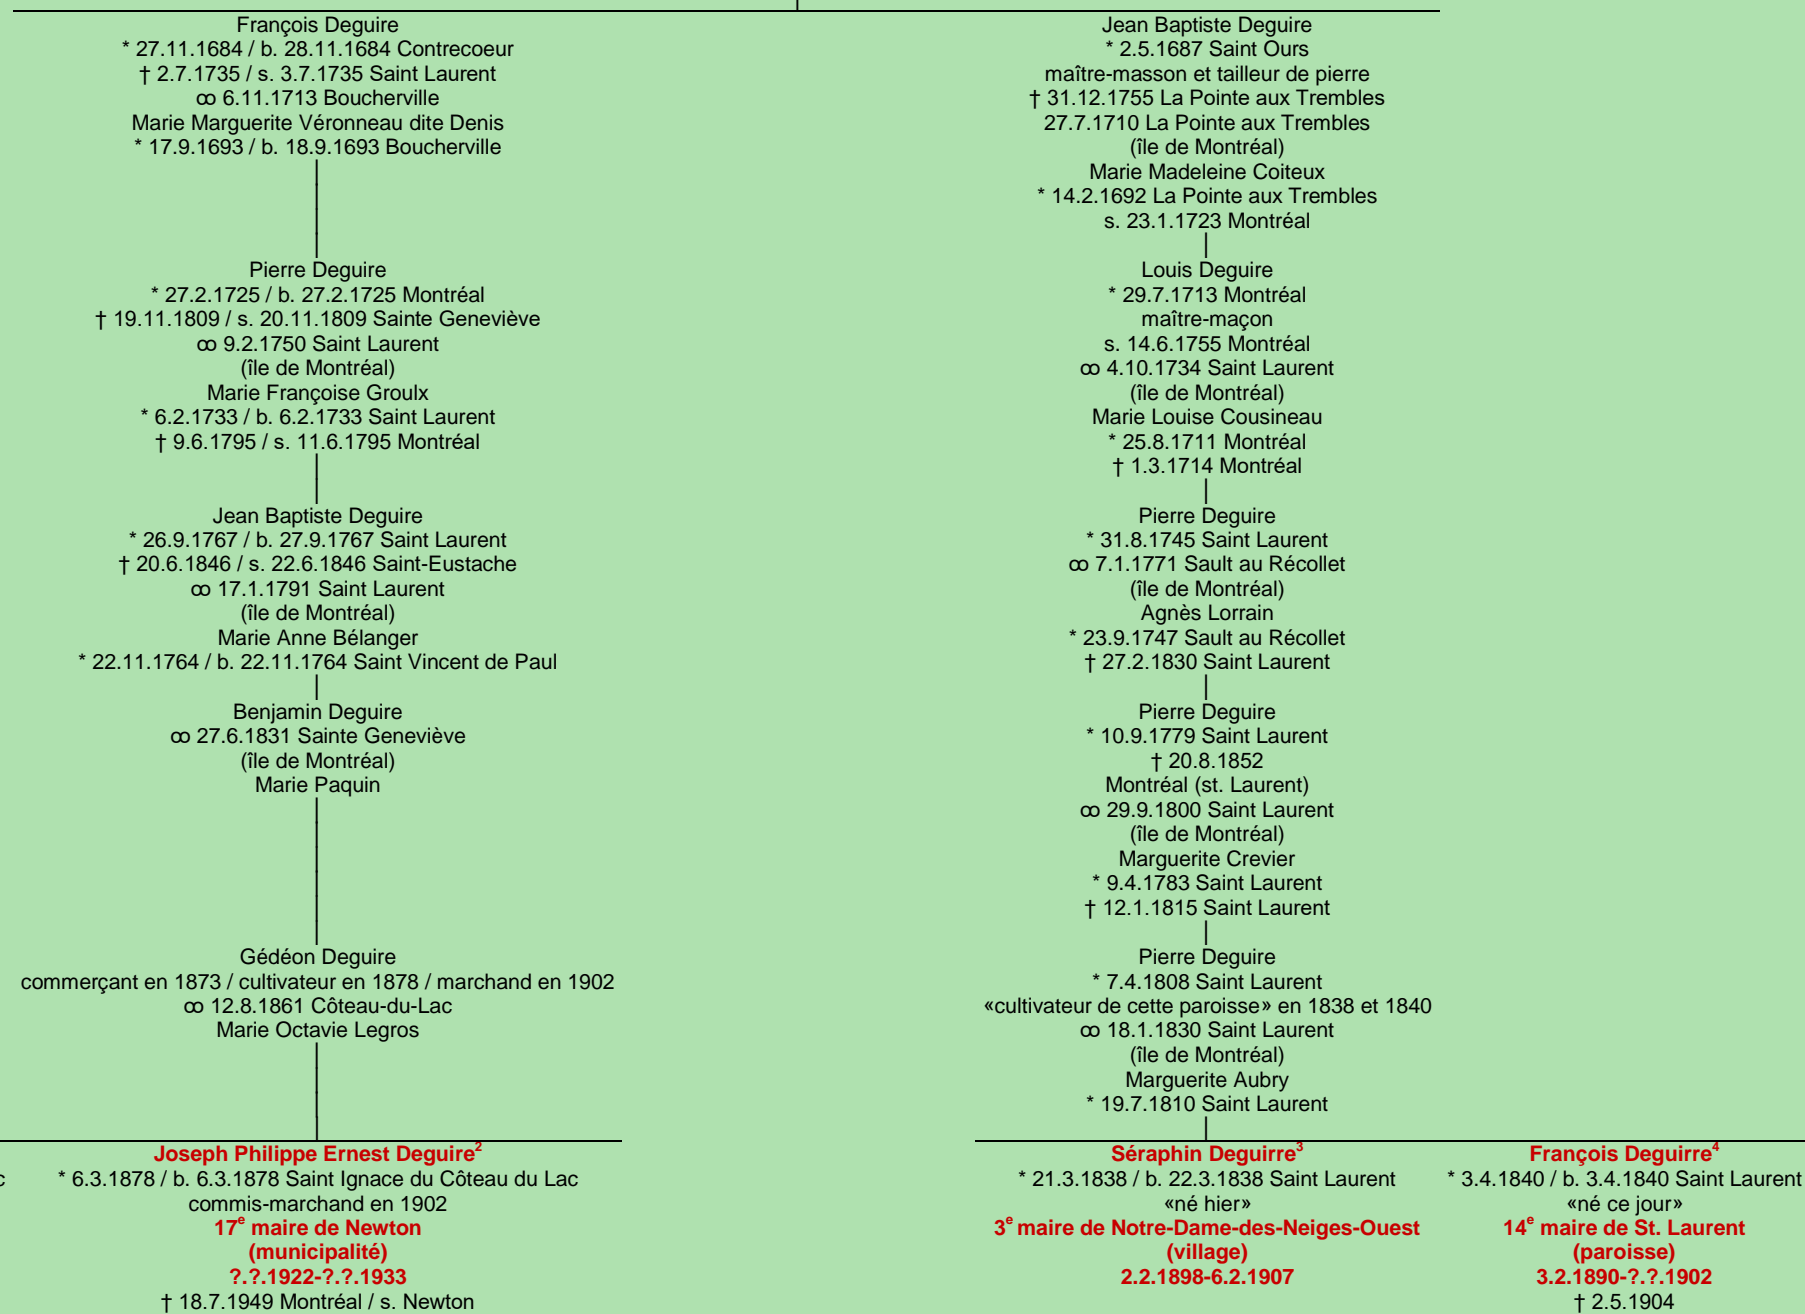 François Deguire
* 27.11.1684 / b. 28.11.1684 Contrecoeur
† 2.7.1735 / s. 3.7.1735 Saint Laurent
ꝏ 6.11.1713 Boucherville
Marie Marguerite Véronneau dite Denis
* 17.9.1693 / b. 18.9.1693 Boucherville
Pierre Deguire
* 27.2.1725 / b. 27.2.1725 Montréal
† 19.11.1809 / s. 20.11.1809 Sainte Geneviève
ꝏ 9.2.1750 Saint Laurent
(île de Montréal)
Marie Françoise Groulx
* 6.2.1733 / b. 6.2.1733 Saint Laurent
† 9.6.1795 / s. 11.6.1795 Montréal
Jean Baptiste Deguire
* 26.9.1767 / b. 27.9.1767 Saint Laurent
† 20.6.1846 / s. 22.6.1846 Saint-Eustache
ꝏ 17.1.1791 Saint Laurent
(île de Montréal)
Marie Anne Bélanger
* 22.11.1764 / b. 22.11.1764 Saint Vincent de Paul
Benjamin Deguire
ꝏ 27.6.1831 Sainte Geneviève
(île de Montréal)
Marie Paquin
Gédéon Deguire
commerçant en 1873 / cultivateur en 1878 / marchand en 1902
ꝏ 12.8.1861 Côteau-du-Lac
Marie Octavie Legros
c
Joseph Philippe Ernest Deguire²
* 6.3.1878 / b. 6.3.1878 Saint Ignace du Côteau du Lac
commis-marchand en 1902
17e maire de Newton
(municipalité)
?.?.1922-?.?.1933
† 18.7.1949 Montréal / s. Newton
Jean Baptiste Deguire
* 2.5.1687 Saint Ours
maître-masson et tailleur de pierre
† 31.12.1755 La Pointe aux Trembles
27.7.1710 La Pointe aux Trembles
(île de Montréal)
Marie Madeleine Coiteux
* 14.2.1692 La Pointe aux Trembles
s. 23.1.1723 Montréal
Louis Deguire
* 29.7.1713 Montréal
maître-maçon
s. 14.6.1755 Montréal
ꝏ 4.10.1734 Saint Laurent
(île de Montréal)
Marie Louise Cousineau
* 25.8.1711 Montréal
† 1.3.1714 Montréal
Pierre Deguire
* 31.8.1745 Saint Laurent
ꝏ 7.1.1771 Sault au Récollet
(île de Montréal)
Agnès Lorrain
* 23.9.1747 Sault au Récollet
† 27.2.1830 Saint Laurent
Pierre Deguire
* 10.9.1779 Saint Laurent
† 20.8.1852
Montréal (st. Laurent)
ꝏ 29.9.1800 Saint Laurent
(île de Montréal)
Marguerite Crevier
* 9.4.1783 Saint Laurent
† 12.1.1815 Saint Laurent
Pierre Deguire
* 7.4.1808 Saint Laurent
«cultivateur de cette paroisse» en 1838 et 1840
ꝏ 18.1.1830 Saint Laurent
(île de Montréal)
Marguerite Aubry
* 19.7.1810 Saint Laurent
Séraphin Deguirre³
* 21.3.1838 / b. 22.3.1838 Saint Laurent
«né hier»
3e maire de Notre-Dame-des-Neiges-Ouest
(village)
2.2.1898-6.2.1907
François Deguirre⁴
* 3.4.1840 / b. 3.4.1840 Saint Laurent
«né ce jour»
14e maire de St. Laurent
(paroisse)
3.2.1890-?.?.1902
† 2.5.1904